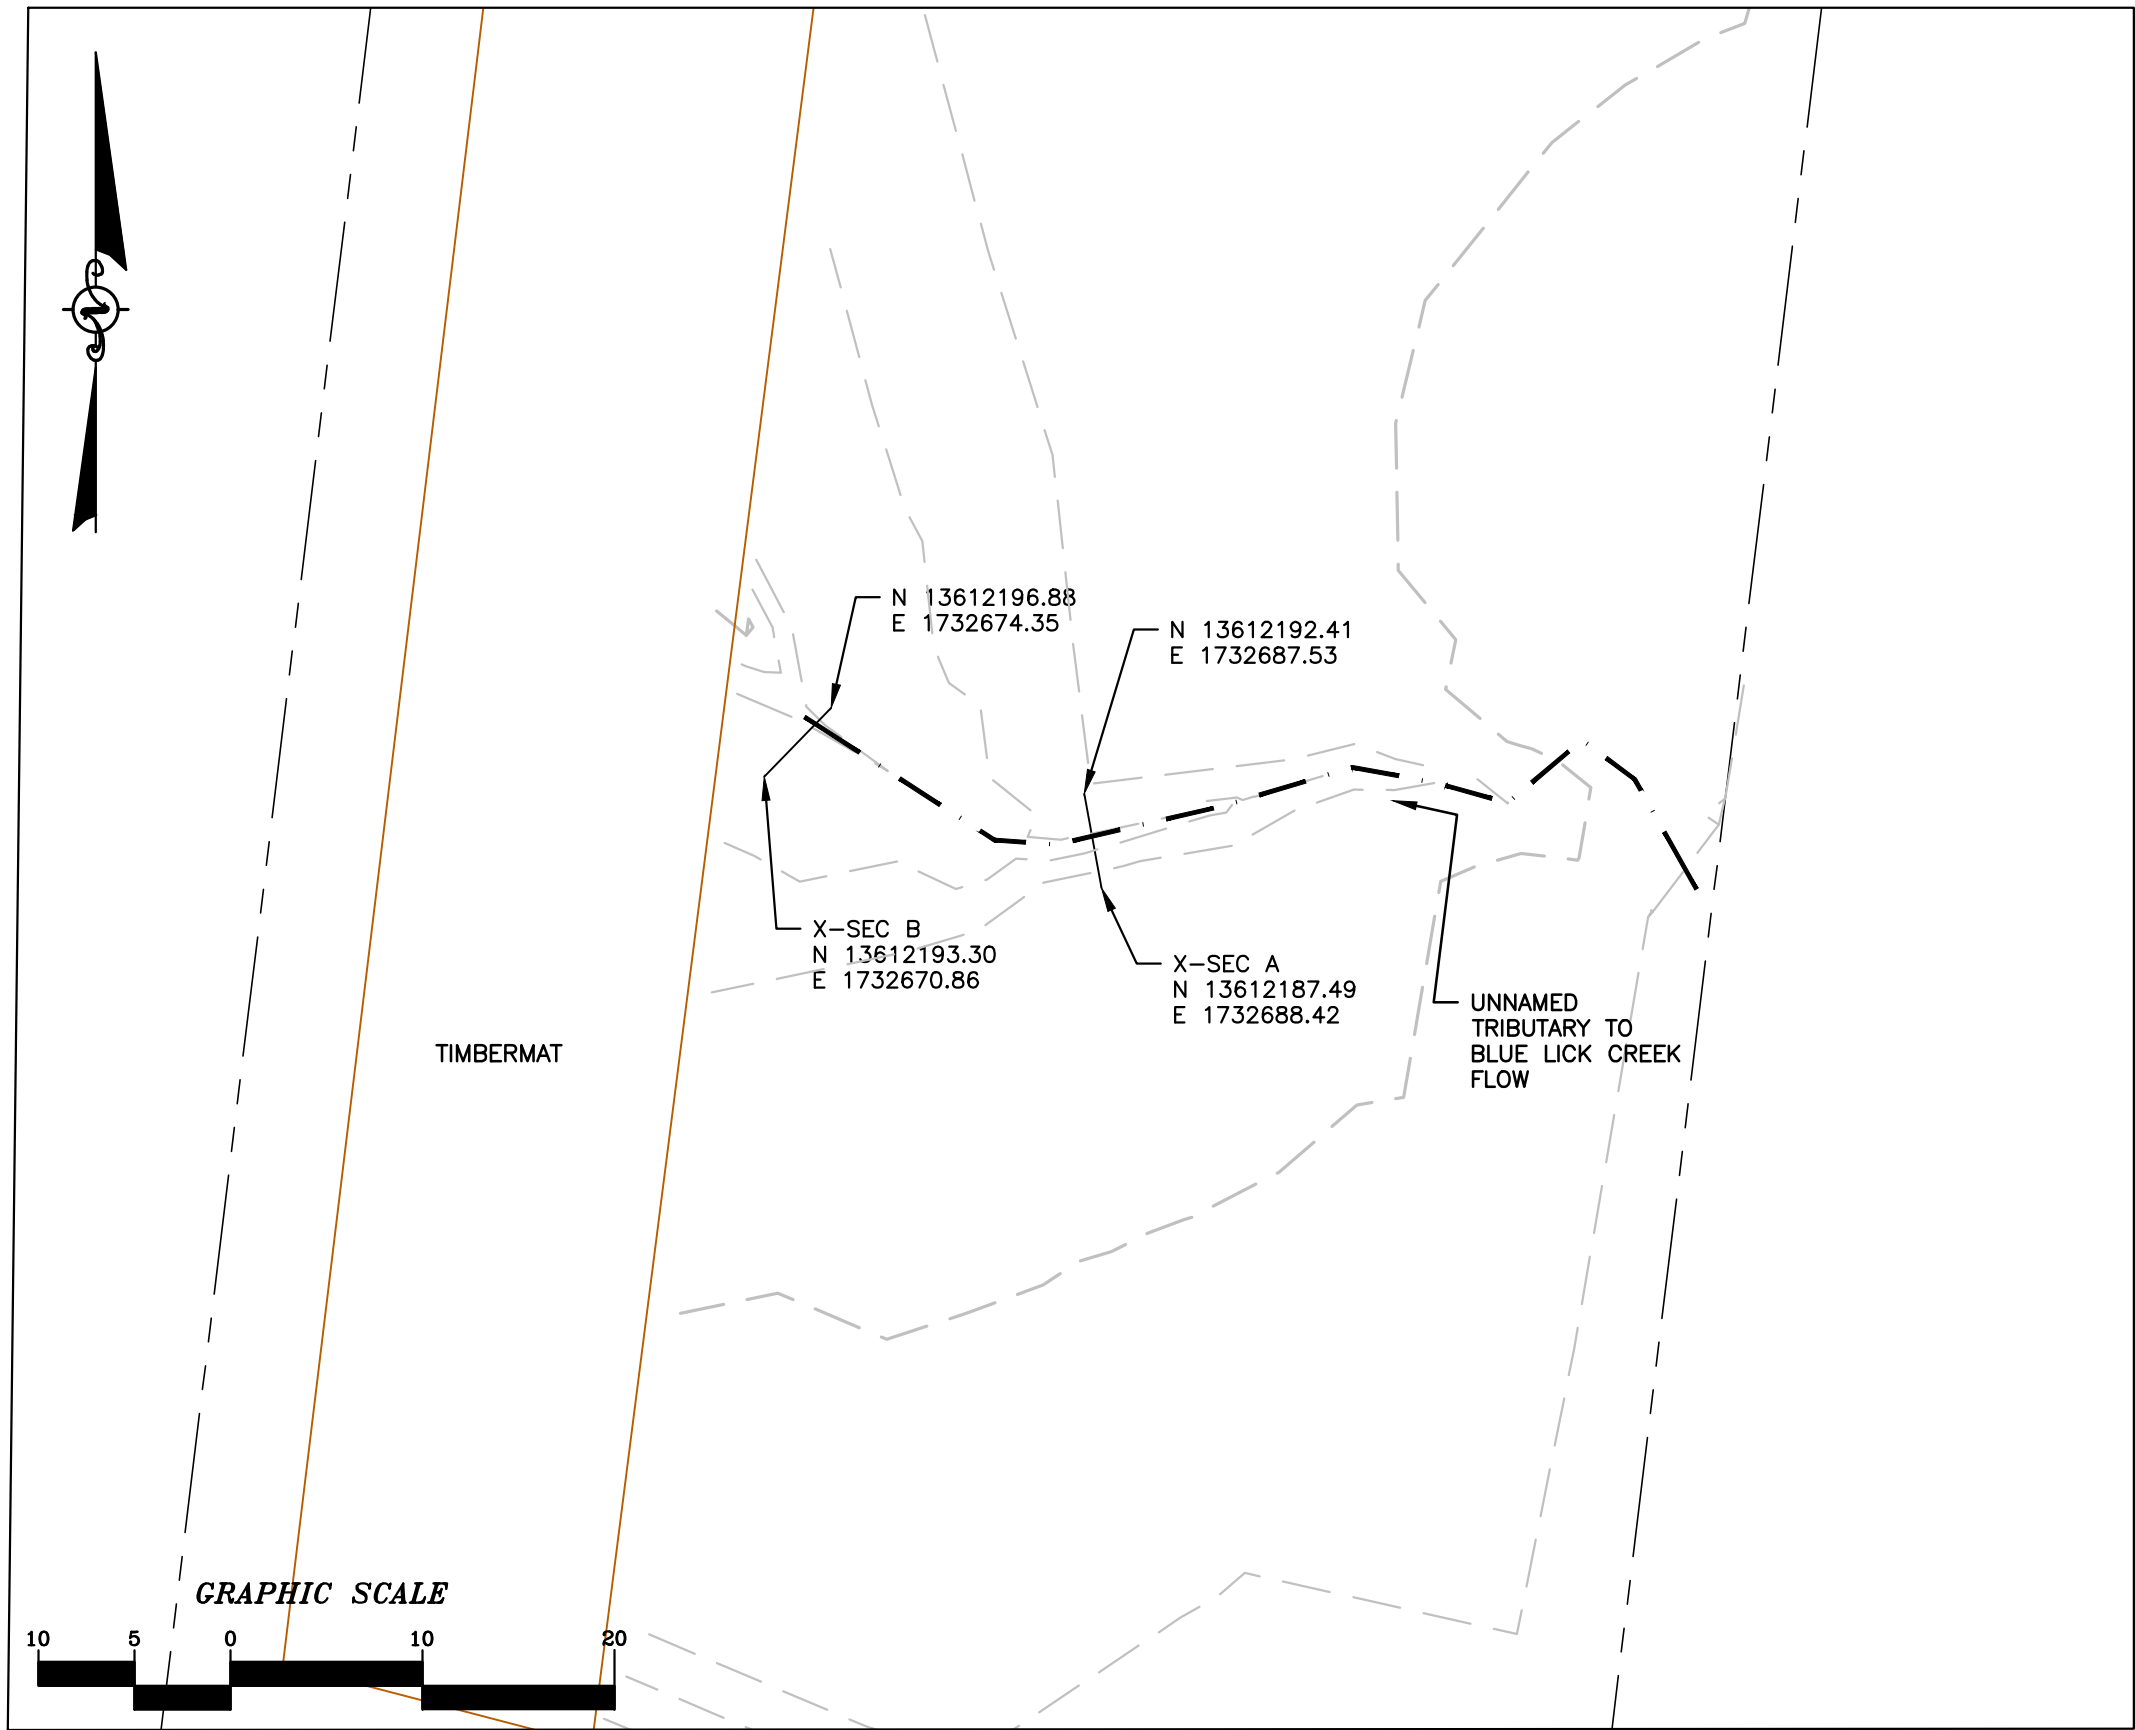 N 13612196.88
E 1732674.35
N 13612192.41
E 1732687.53
X-SEC B
N 13612193.30
E 1732670.86
X-SEC A
N 13612187.49
E 1732688.42
UNNAMED
TRIBUTARY TO
BLUE LICK CREEK
FLOW
TIMBERMAT
GRAPHIC SCALE
10 5 0 10 20